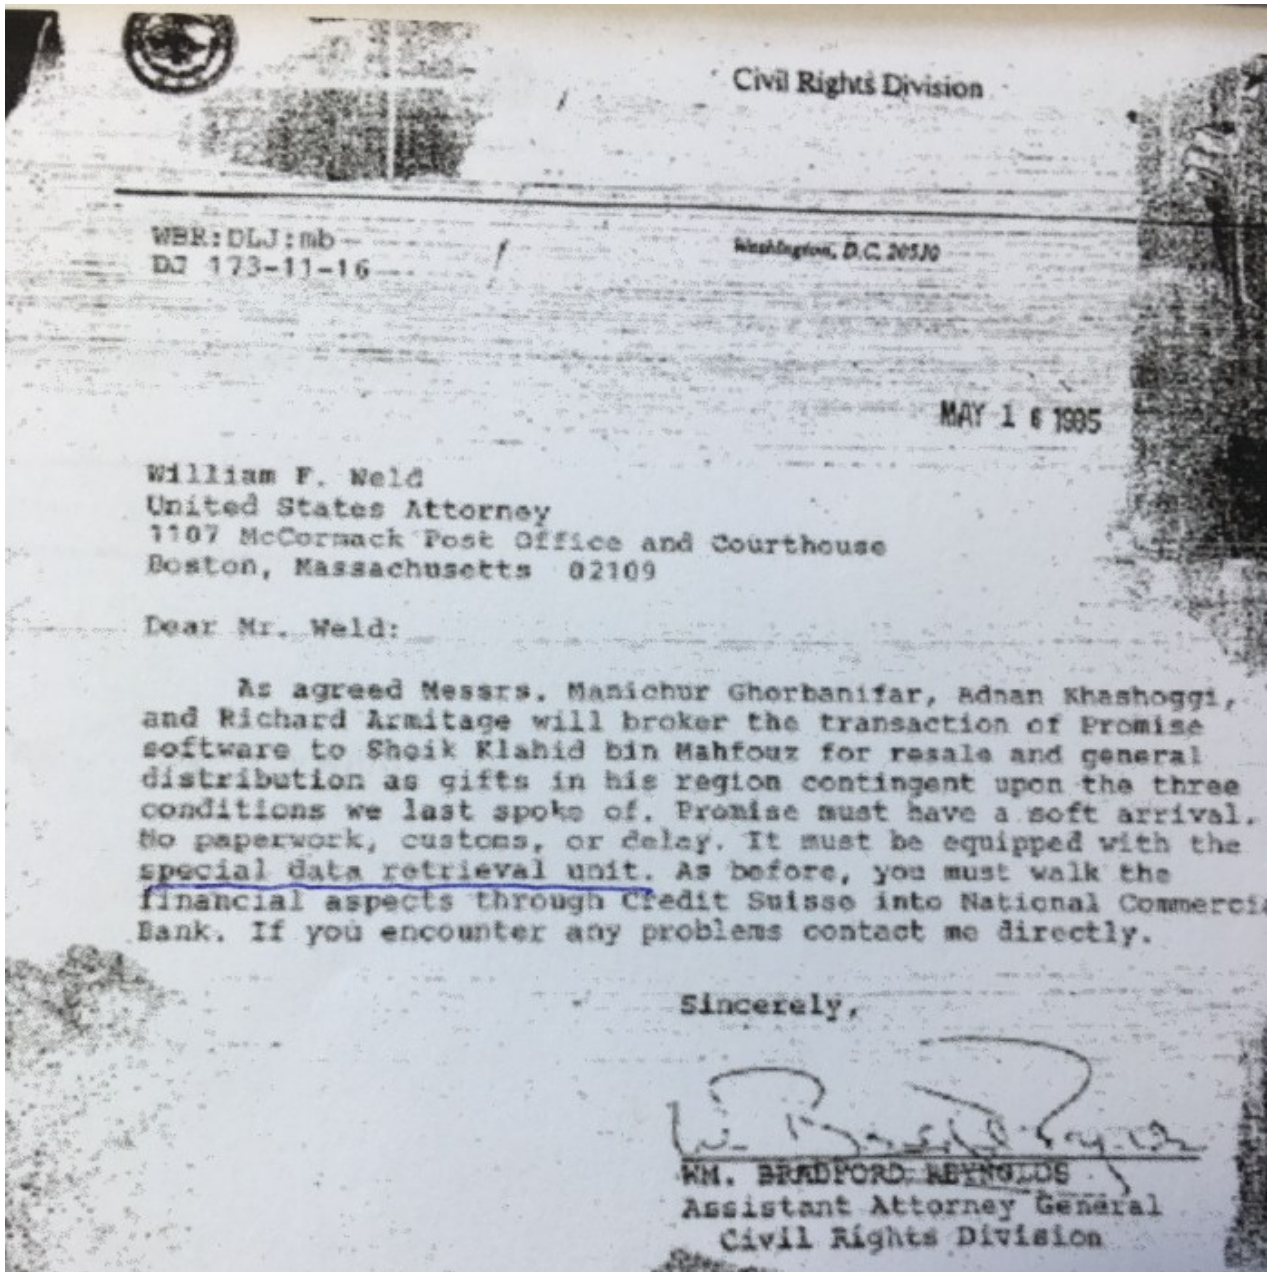 Civil Rights Division
WBR:DLJ:mb
DJ 173-11-16
Washington, D.C. 20530
MAY 16 1985
William F. Weld
United States Attorney
1107 McCormack Post Office and Courthouse
Boston, Massachusetts 02109
Dear Mr. Weld:
As agreed Messrs. Manichur Ghorbanifar, Adnan Khashoggi,
and Richard Armitage will broker the transaction of Promise
software to Sheik Klahid bin Mahfouz for resale and general
distribution as gifts in his region contingent upon the three
conditions we last spoke of. Promise must have a soft arrival.
No paperwork, customs, or delay. It must be equipped with the
special data retrieval unit. As before, you must walk the
financial aspects through Credit Suisse into National Commercia
Bank. If you encounter any problems contact me directly.
Sincerely,
WM. BRADFORD REYNOLDS
Assistant Attorney General
Civil Rights Division